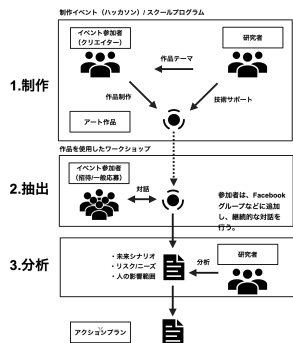 制作イベント（ハッカソン）/ スクールプログラム
イベント参加者
（クリエイター）
研究者
作品テーマ
1.制作
作品制作
技術サポート
アート作品
作品を使用したワークショップ
イベント参加者
（招待/一般応募）
対話
2.抽出
参加者は、Facebook
グループなどに追加
し、継続的な対話を
行う。
・未来シナリオ
・リスク/ニーズ
・人の影響範囲
分析
研究者
3.分析
アクションプラン